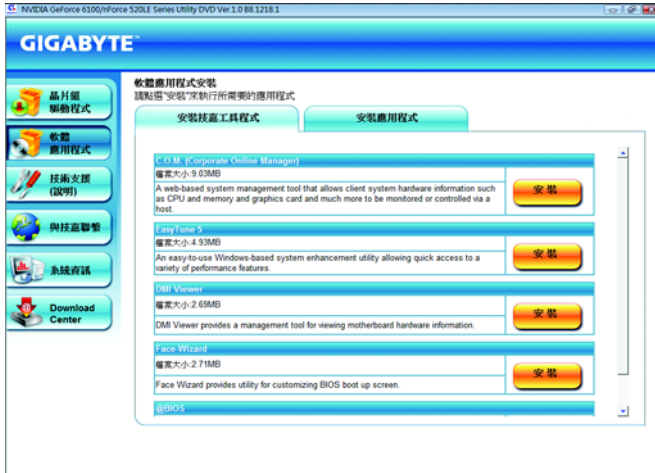 NVIDIA GeForce 6100/nForce 520LE Series Utility DVD Ver.1.0 B8.1218.1
GIGABYTE™
晶片組
驅動程式
軟體
應用程式
技術支援
(說明)
與技嘉聯繫
系統資訊
Download
Center
軟體應用程式安裝
請點選"安裝"來執行所需要的應用程式
安裝技嘉工具程式
安裝應用程式
C.O.M. (Corporate Online Manager)
檔案大小:9.03MB
A web-based system management tool that allows client system hardware information such
as CPU and memory and graphics card and much more to be monitored or controlled via a
host.
安裝
EasyTune 5
檔案大小:4.93MB
An easy-to-use Windows-based system enhancement utility allowing quick access to a
variety of performance features.
安裝
DMI Viewer
檔案大小:2.69MB
DMI Viewer provides a management tool for viewing motherboard hardware information.
安裝
Face-Wizard
檔案大小:2.71MB
Face Wizard provides utility for customizing BIOS boot up screen.
安裝
@BIOS